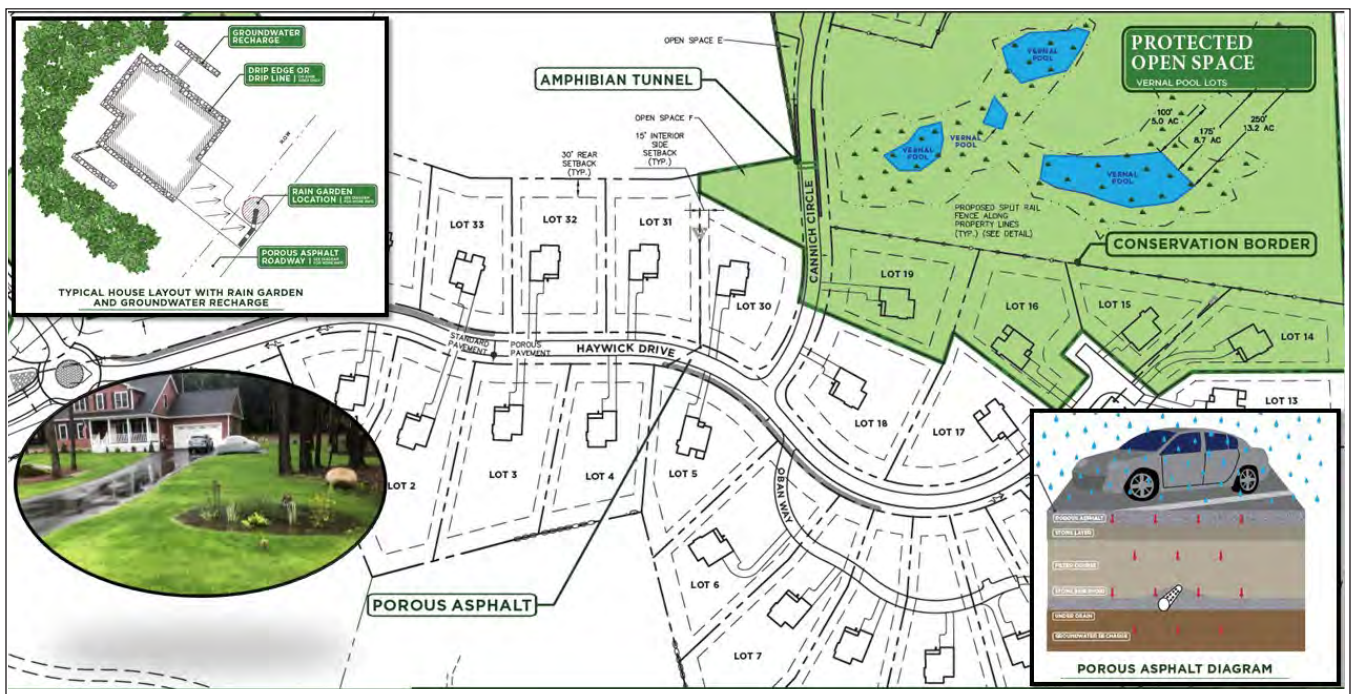 GROUNDWATER
RECHARGE
DRIP EDGE OR
DRIP LINE
RAIN GARDEN
LOCATION
POROUS ASPHALT
ROADWAY
TYPICAL HOUSE LAYOUT WITH RAIN GARDEN
AND GROUNDWATER RECHARGE
OPEN SPACE E
AMPHIBIAN TUNNEL
OPEN SPACE F
15' INTERIOR
SIDE
SETBACK
(TYP.)
30' REAR
SETBACK
(TYP.)
CANNICH CIRCLE
PROTECTED
OPEN SPACE
VERNAL POOL LOTS
VERNAL
POOL
VERNAL
POOL
VERNAL
POOL
VERNAL
POOL
100'
5.0 AC
175'
8.7 AC
250'
13.2 AC
PROPOSED SPLIT RAIL
FENCE ALONG
PROPERTY LINES
(TYP.) (SEE DETAIL)
CONSERVATION BORDER
LOT 33
LOT 32
LOT 31
LOT 30
LOT 19
LOT 16
LOT 15
LOT 14
LOT 13
STANDARD
PAVEMENT
POROUS
PAVEMENT
HAYWICK DRIVE
LOT 2
LOT 3
LOT 4
LOT 5
LOT 18
LOT 17
OBAN WAY
LOT 6
LOT 7
POROUS ASPHALT
POROUS ASPHALT
STONE LAYER
FILTER COURSE
STONE RESERVOIR
UNDER DRAIN
GROUNDWATER RECHARGE
POROUS ASPHALT DIAGRAM